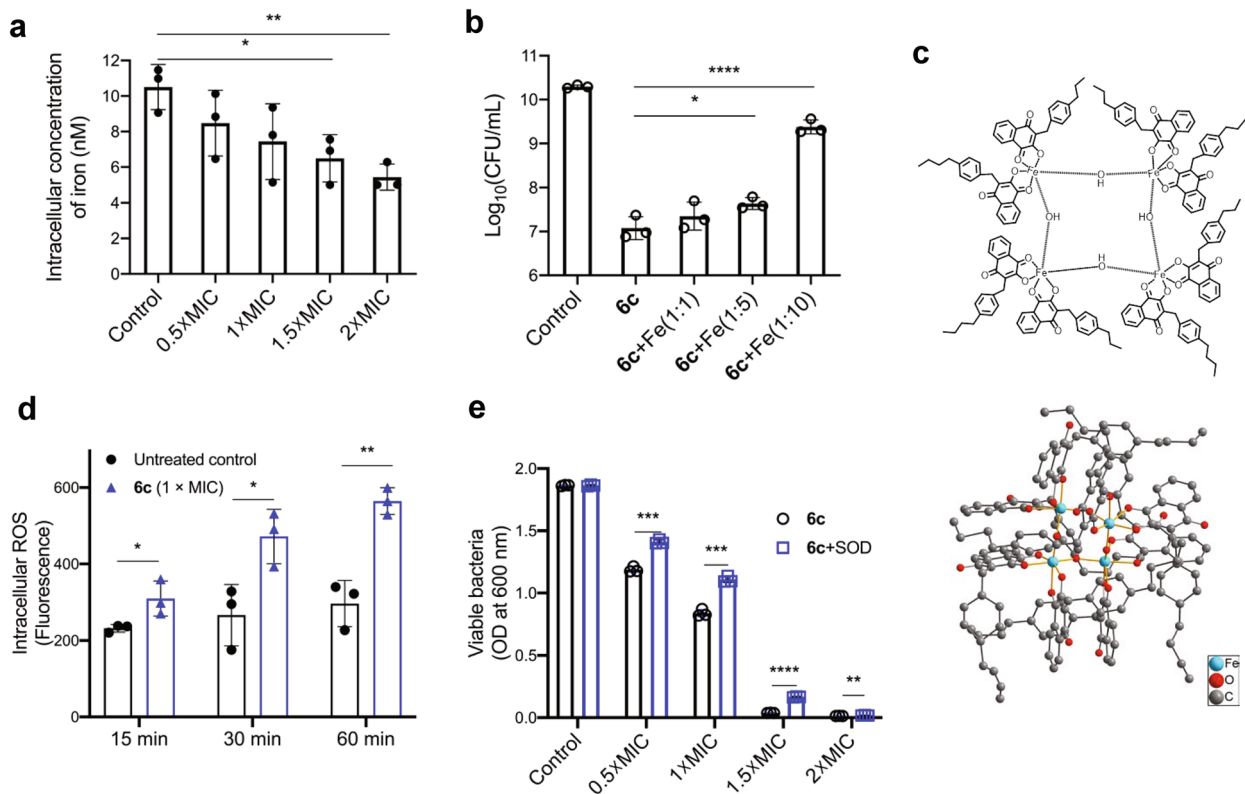 a
Intracellular concentration
of iron (nM)
12
10
8
6
4
2
0
**
*
Control
0.5xMIC
1xMIC
1.5xMIC
2xMIC
b
Log10(CFU/mL)
11
10
9
8
7
6
****
*
Control
6c
6c+Fe(1:1)
6c+Fe(1:5)
6c+Fe(1:10)
c
O
O
O
O
O
O
O
O
O
O
O
O
Fe
Fe
O
H
OH
HO
O
H
Fe
Fe
O
O
O
O
O
O
O
O
O
O
O
O
Fe
O
C
d
Intracellular ROS
(Fluorescence)
600
400
200
0
Untreated control
6c (1 × MIC)
*
*
**
15 min
30 min
60 min
e
Viable bacteria
(OD at 600 nm)
2.0
1.5
1.0
0.5
0.0
6c
6c+SOD
***
***
****
**
Control
0.5xMIC
1xMIC
1.5xMIC
2xMIC